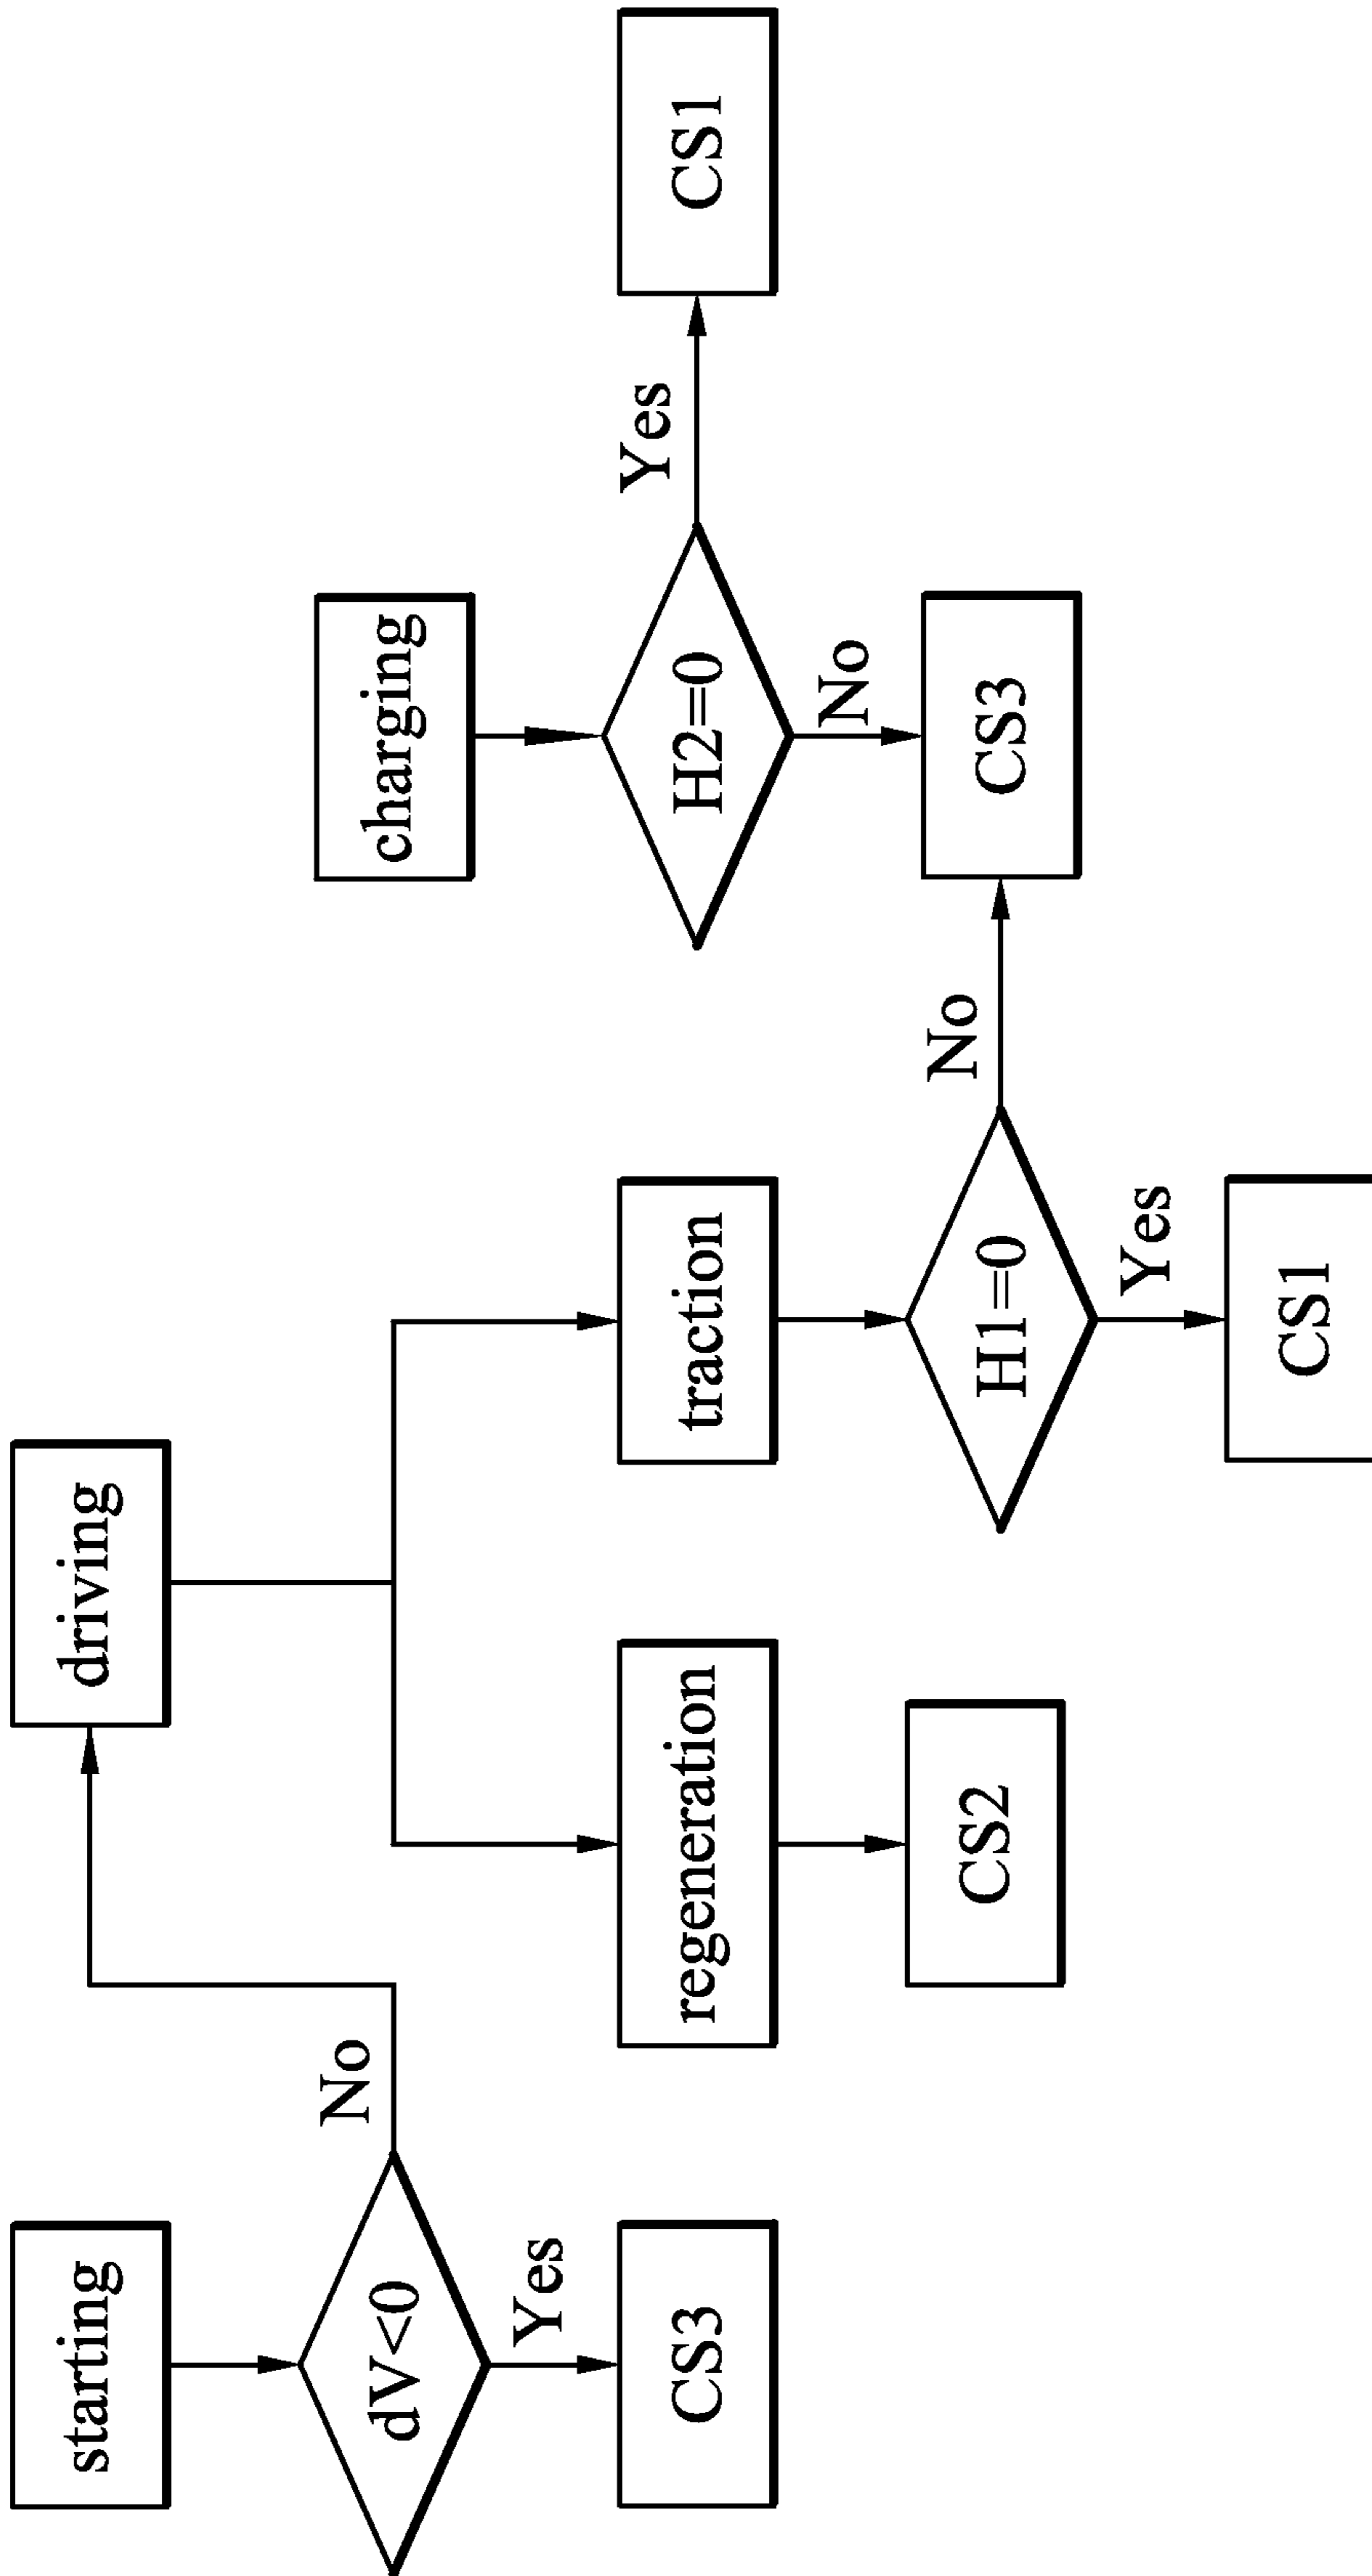 starting
driving
dV<0
No
Yes
CS3
regeneration
CS2
traction
H1=0
No
Yes
CS1
charging
H2=0
Yes
No
CS1
CS3